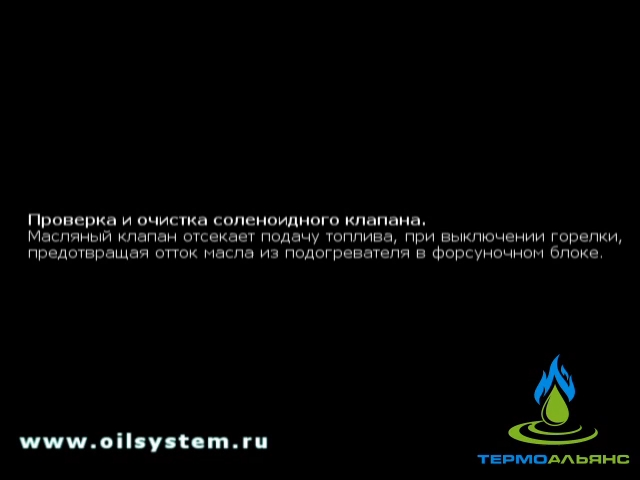 Проверка и очистка соленоидного клапана.
Масляный клапан отсекает подачу топлива, при выключении горелки,
предотвращая отток масла из подогревателя в форсуночном блоке.
www.oilsystem.ru
ТЕРМОАЛЬЯНС